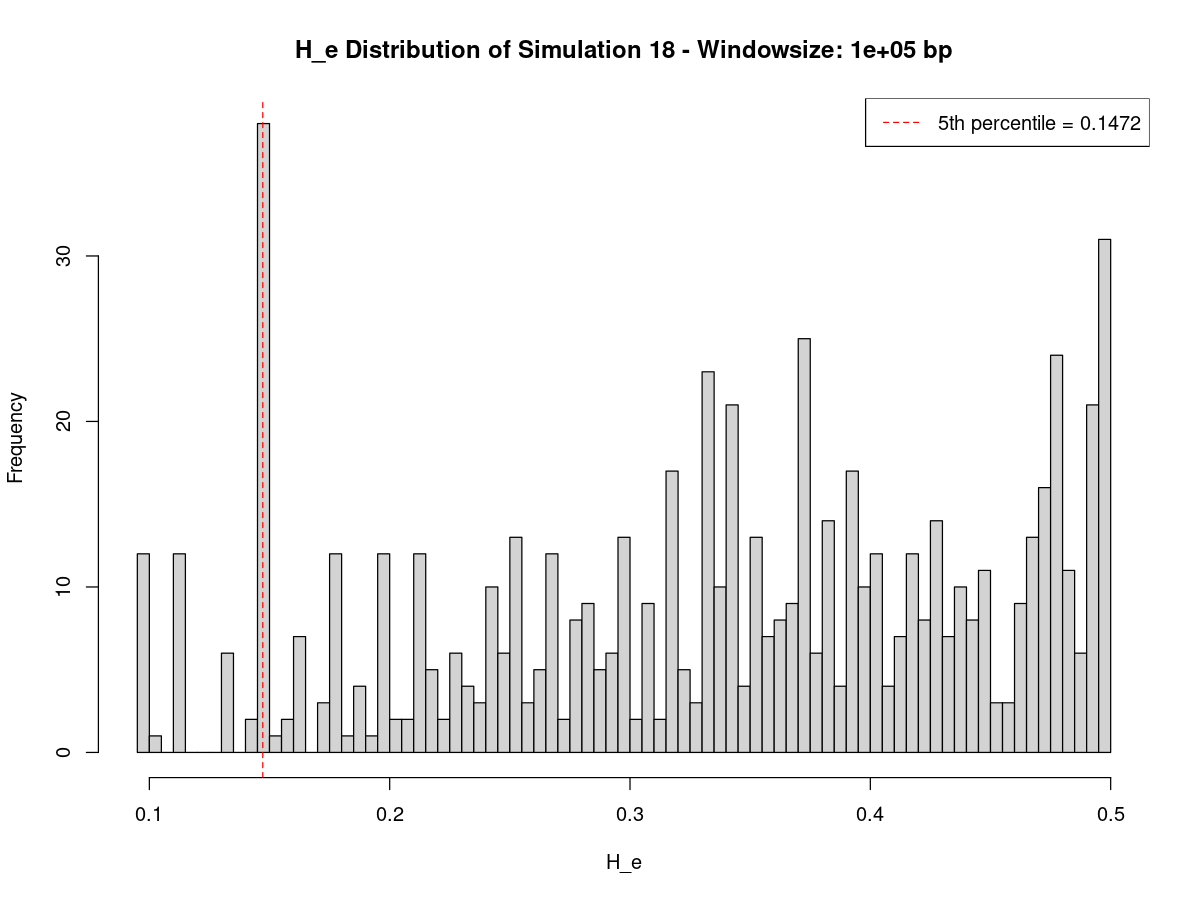 H_e Distribution of Simulation 18 - Windowsize: 1e+05 bp
5th percentile = 0.1472
Frequency
30
20
10
0
0.1 0.2 0.3 0.4 0.5
H_e